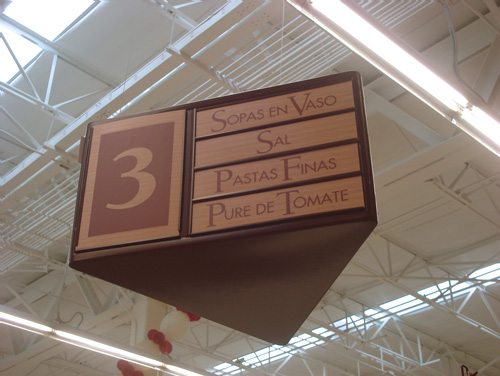 3
Sopas en Vaso
Sal
Pastas Finas
Pure de Tomate